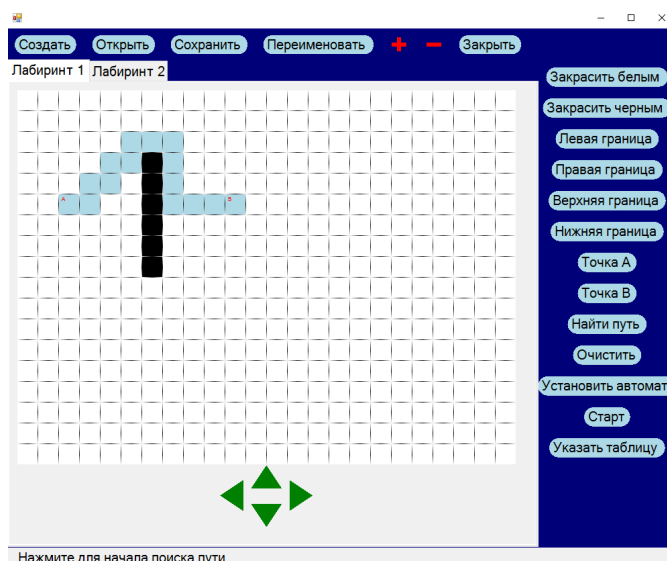 Создать Открыть Сохранить Переименовать + − Закрыть
Лабиринт 1 Лабиринт 2
Закрасить белым
Закрасить черным
Левая граница
Правая граница
Верхняя граница
Нижняя граница
Точка A
Точка B
Найти путь
Очистить
Установить автомат
Старт
Указать таблицу
A
B
Нажмите для начала поиска пути